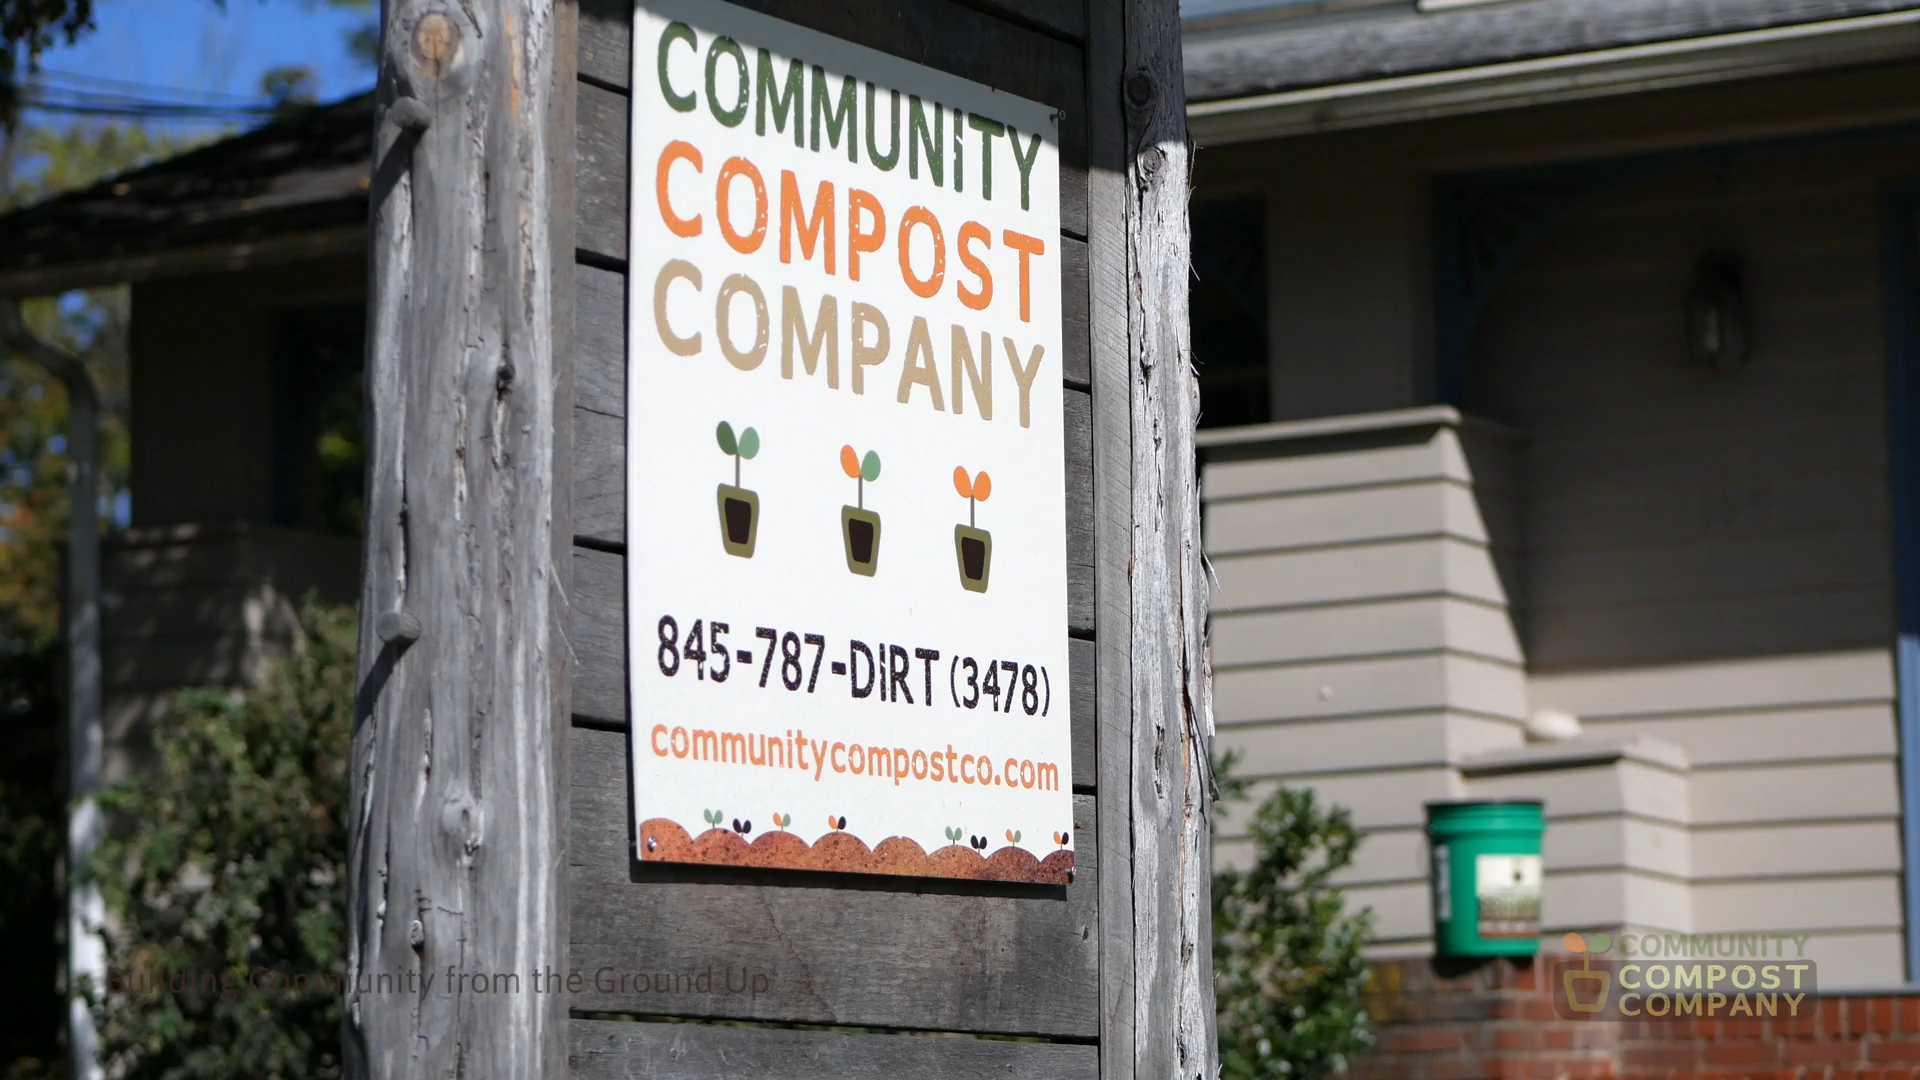 COMMUNITY
COMPOST
COMPANY
845-787-DIRT (3478)
communitycompostco.com
Building Community from the Ground Up
COMMUNITY
COMPOST
COMPANY